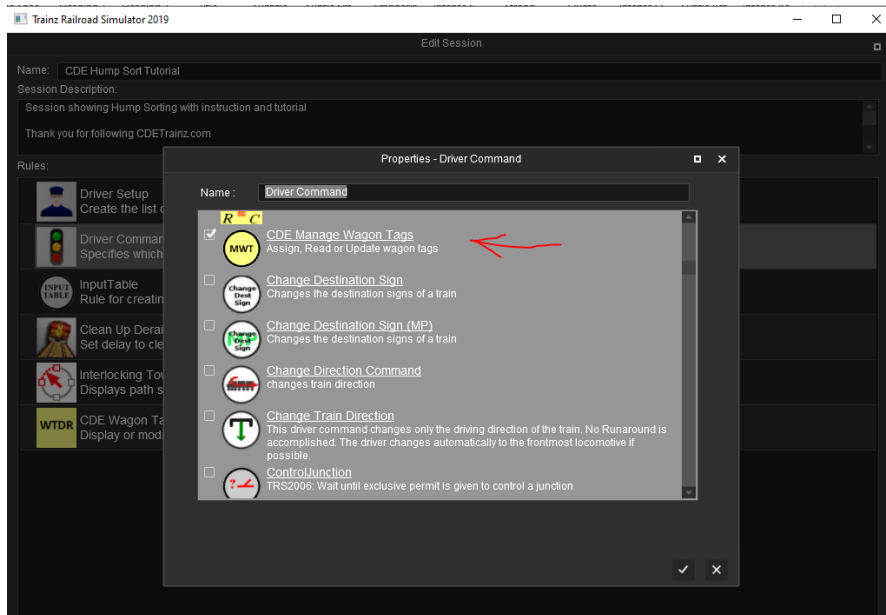 Trainz Railroad Simulator 2019
Edit Session
Name: CDE Hump Sort Tutorial
Session Description:
Session showing Hump Sorting with instruction and tutorial
Thank you for following CDETrainz.com
Rules:
Driver Setup
Create the list
Driver Comman
Specifies which
INPUT
TABLE
InputTable
Rule for creatin
Clean Up Derai
Set delay to cle
Interlocking To
Displays path s
WTDR
CDE Wagon Ta
Display or modi
Properties - Driver Command
Name : Driver Command
R C
MWT
CDE Manage Wagon Tags
Assign, Read or Update wagon tags
Change
Dest
Sign
Change Destination Sign
Changes the destination signs of a train
Change
Dest
Sign
MP
Change Destination Sign (MP)
Changes the destination signs of a train
Change Direction Command
changes train direction
T
Change Train Direction
This driver command changes only the driving direction of the train. No Runaround is
accomplished. The driver changes automatically to the frontmost locomotive if
possible.
?
ControlJunction
TRS2006: Wait until exclusive permit is given to control a junction